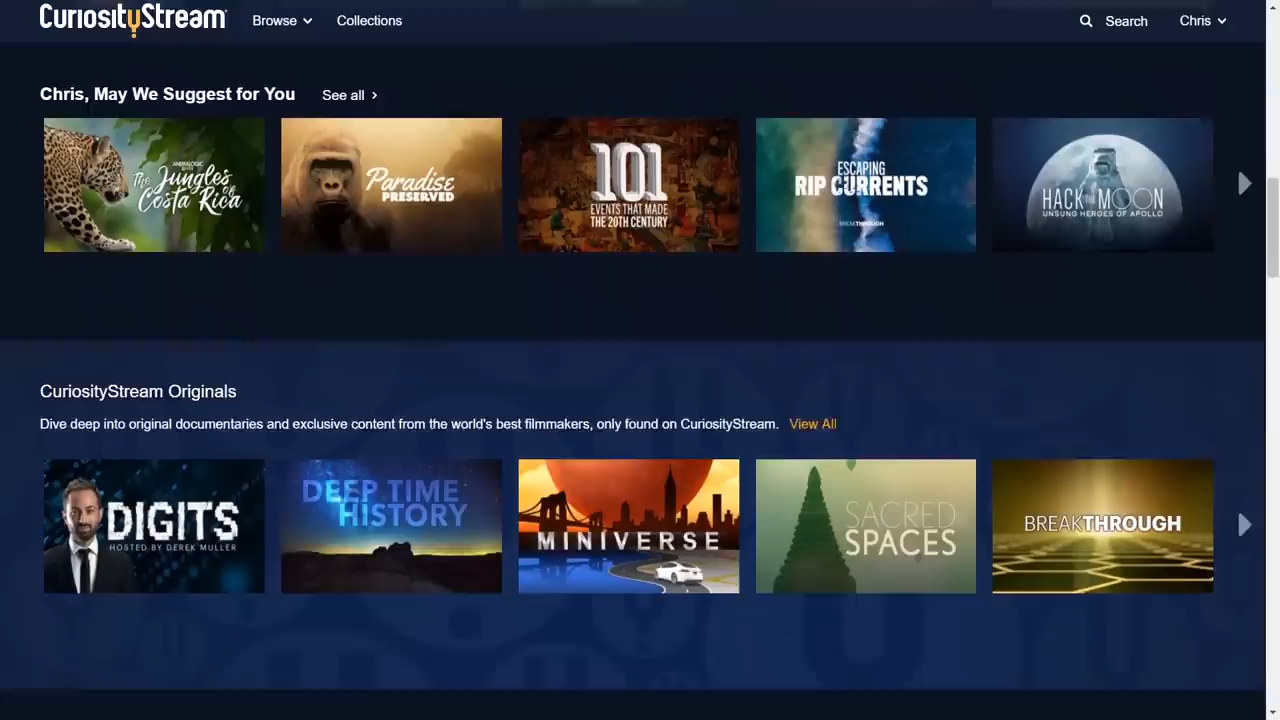 CURIOSITYSTREAM
Browse
Collections
Search
Chris
Chris, May We Suggest for You
See all
ANIMALOGIC
The Jungles
OF
Costa Rica
Paradise
PRESERVED
101
EVENTS THAT MADE
THE 20TH CENTURY
ESCAPING
RIP CURRENTS
BREAKTHROUGH
HACK THE MOON
UNSUNG HEROES OF APOLLO
CuriosityStream Originals
Dive deep into original documentaries and exclusive content from the world's best filmmakers, only found on CuriosityStream. View All
DIGITS
HOSTED BY DEREK MULLER
DEEP TIME
HISTORY
MINIVERSE
SACRED
SPACES
BREAKTHROUGH